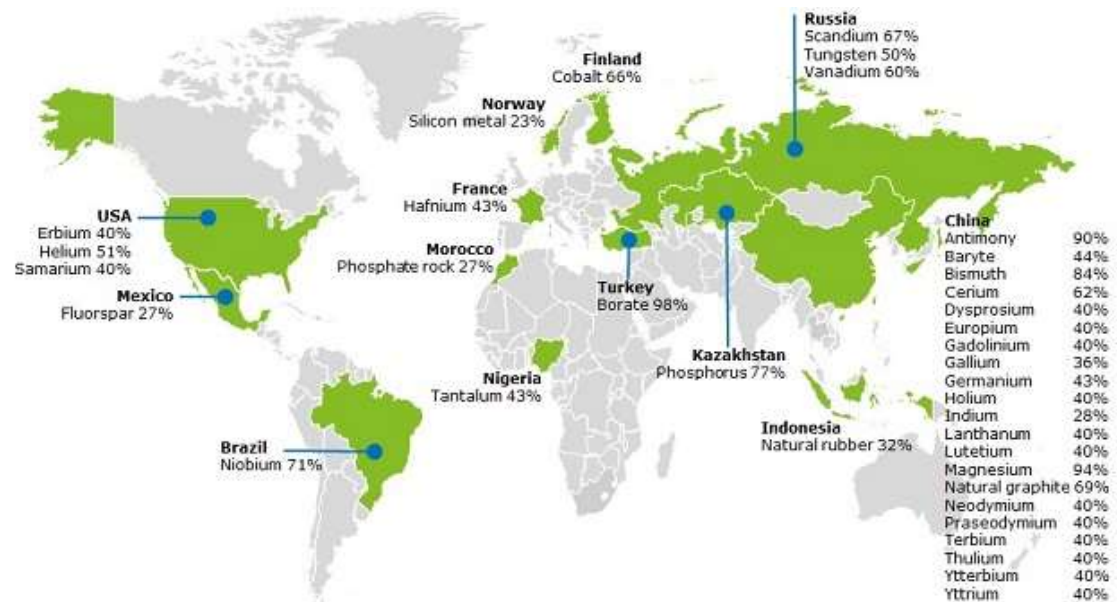 Russia
Scandium 67%
Tungsten 50%
Vanadium 60%
Finland
Cobalt 66%
Norway
Silicon metal 23%
France
Hafnium 43%
USA
Erbium 40%
Helium 51%
Samarium 40%
Morocco
Phosphate rock 27%
Mexico
Fluorspar 27%
Turkey
Borate 98%
Kazakhstan
Phosphorus 77%
Nigeria
Tantalum 43%
Indonesia
Natural rubber 32%
Brazil
Niobium 71%
China
Antimony 90%
Baryte 44%
Bismuth 84%
Cerium 62%
Dysprosium 40%
Europium 40%
Gadolinium 40%
Gallium 36%
Germanium 43%
Holium 40%
Indium 28%
Lanthanum 40%
Lutetium 40%
Magnesium 94%
Natural graphite 69%
Neodymium 40%
Praseodymium 40%
Terbium 40%
Thulium 40%
Ytterbium 40%
Yttrium 40%